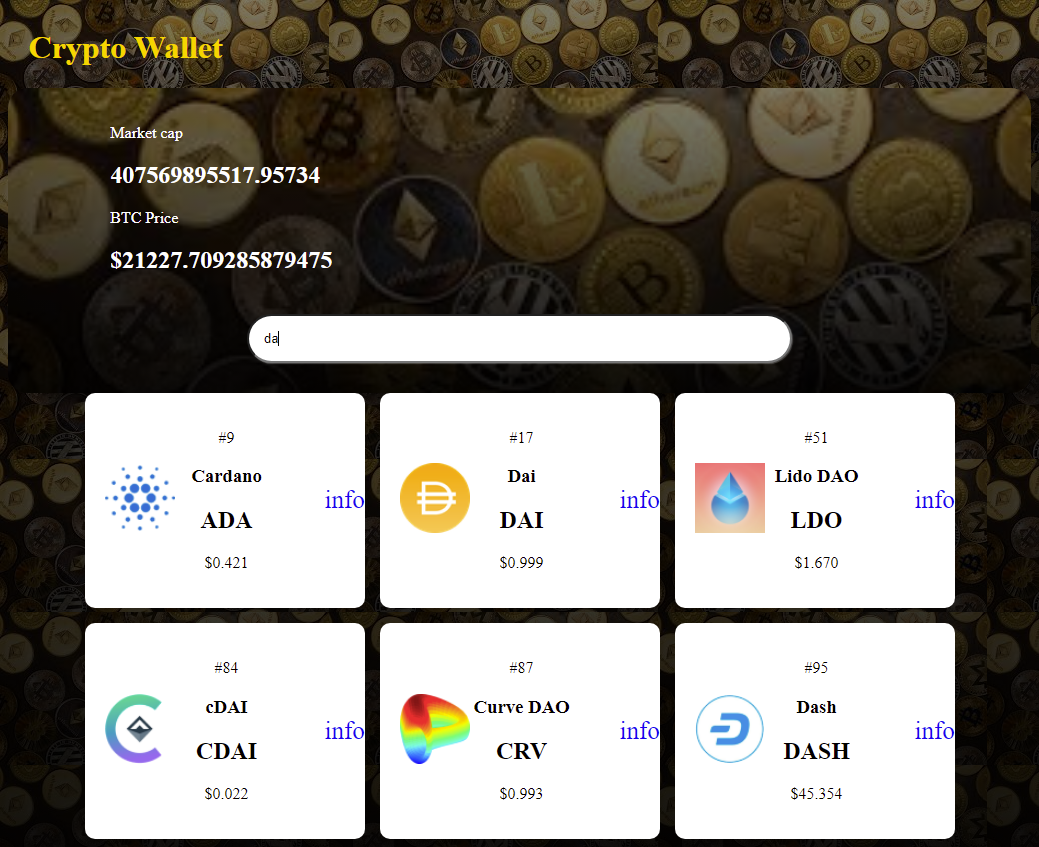 Crypto Wallet
Market cap
407569895517.95734
BTC Price
$21227.709285879475
da
#9
Cardano
ADA
$0.421
info
#17
Dai
DAI
$0.999
info
#51
Lido DAO
LDO
$1.670
info
#84
cDAI
CDAI
$0.022
info
#87
Curve DAO
CRV
$0.993
info
#95
Dash
DASH
$45.354
info